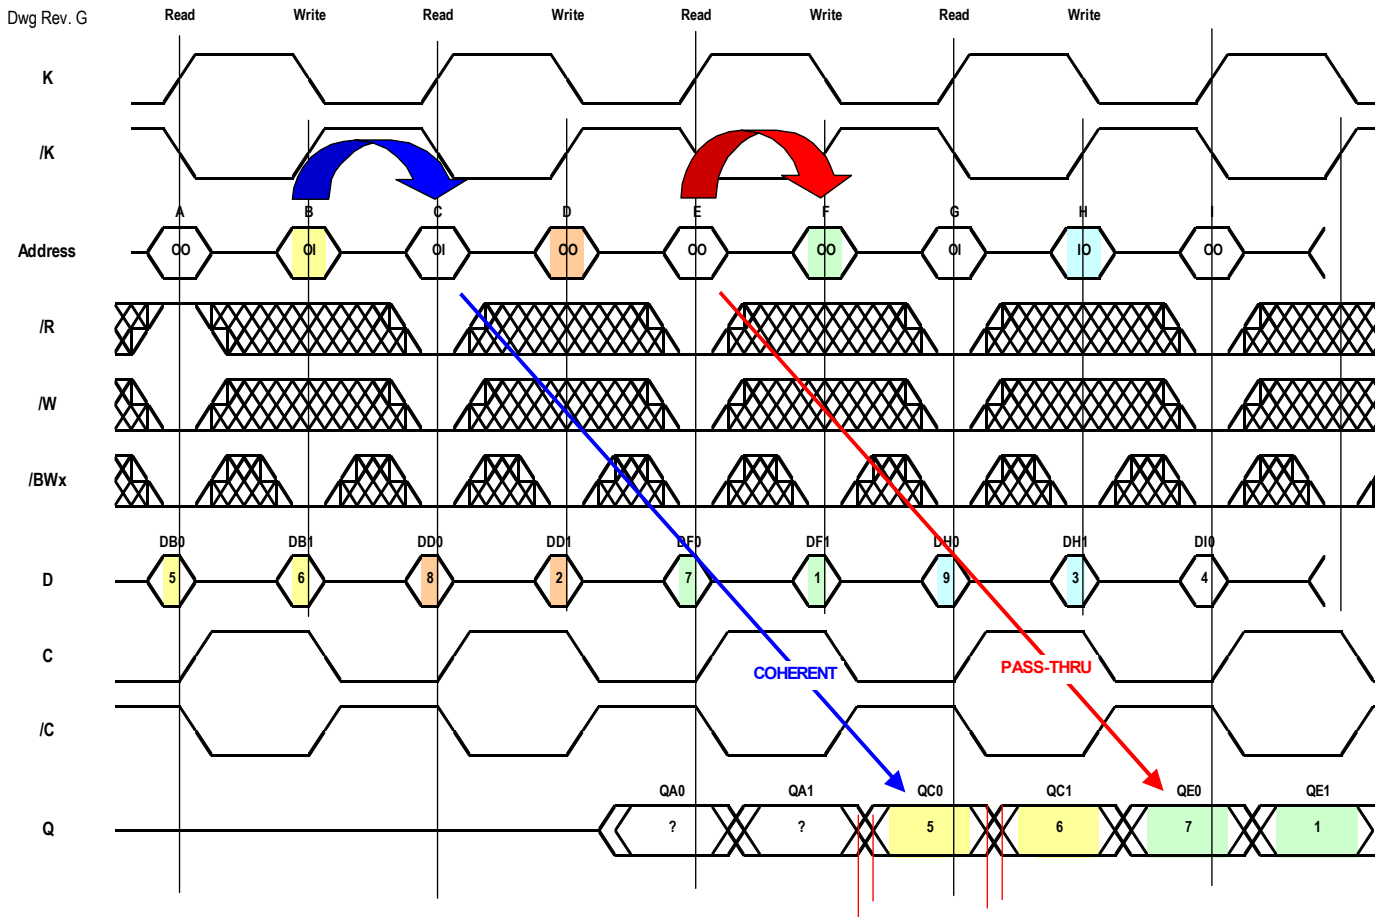 Dwg Rev. G
Read Write Read Write Read Write Read Write
K
/K
A B C D E F G H I
Address OO OI OI OO OO OO OI IO OO
/R
/W
/BWx
DB0 DB1 DD0 DD1 DF0 DF1 DH0 DH1 DI0
D 5 6 8 2 7 1 9 3 4
C
COHERENT PASS-THRU
/C
QA0 QA1 QC0 QC1 QE0 QE1
Q ? ? 5 6 7 1